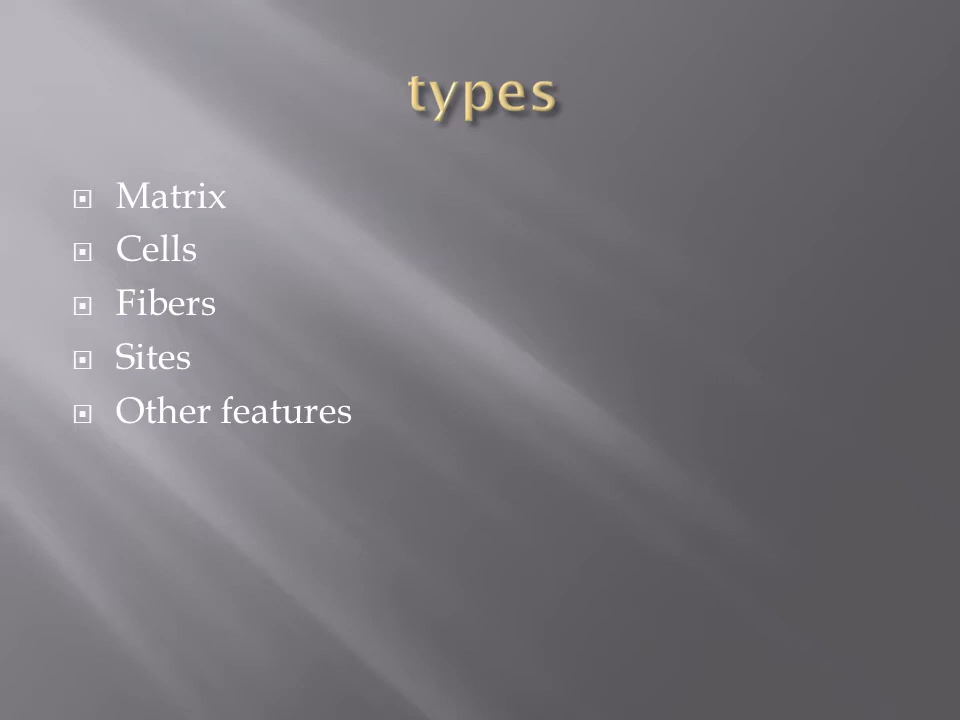 types
Matrix
Cells
Fibers
Sites
Other features